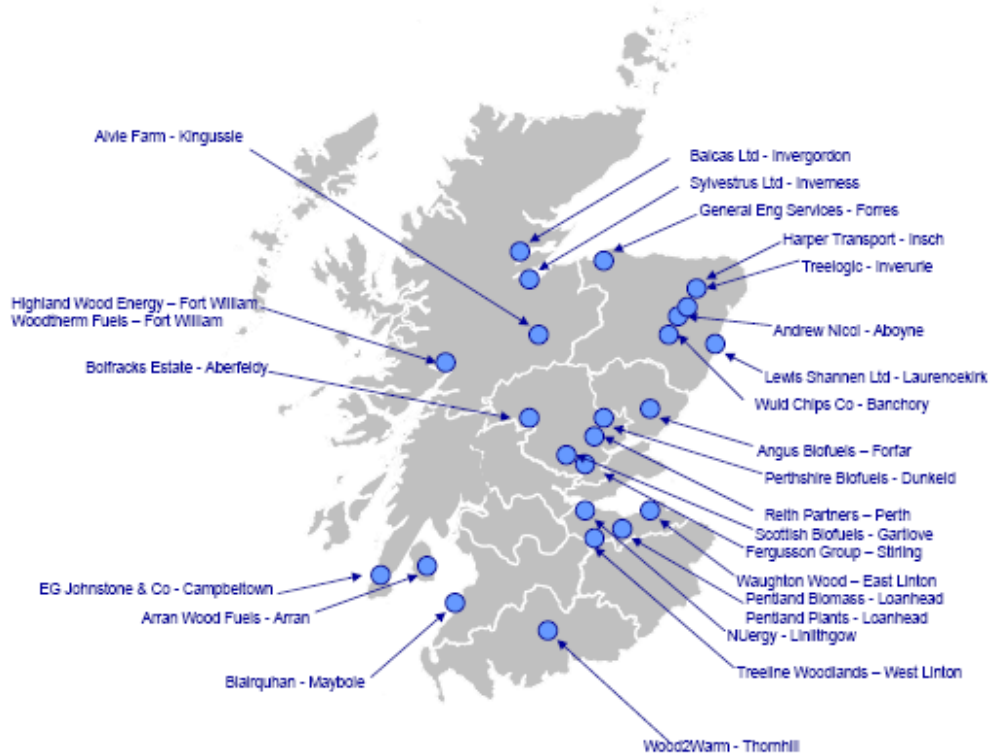 Alvie Farm - Kingussie
Balcas Ltd - Invergordon
Sylvestrus Ltd - Inverness
General Eng Services - Forres
Harper Transport - Insch
Treelogic - Inverurie
Highland Wood Energy – Fort William
Woodtherm Fuels – Fort William
Andrew Nicol - Aboyne
Bolfracks Estate - Aberfeldy
Lewis Shannen Ltd - Laurencekirk
Wuid Chips Co - Banchory
Angus Biofuels – Forfar
Perthshire Biofuels - Dunkeld
Reith Partners – Perth
Scottish Biofuels - Gartlove
Fergusson Group – Stirling
EG Johnstone & Co - Campbeltown
Waughton Wood – East Linton
Pentland Biomass - Loanhead
Arran Wood Fuels - Arran
Pentland Plants - Loanhead
NUergy - Linlithgow
Blairquhan - Maybole
Treeline Woodlands – West Linton
Wood2Warm - Thornhill